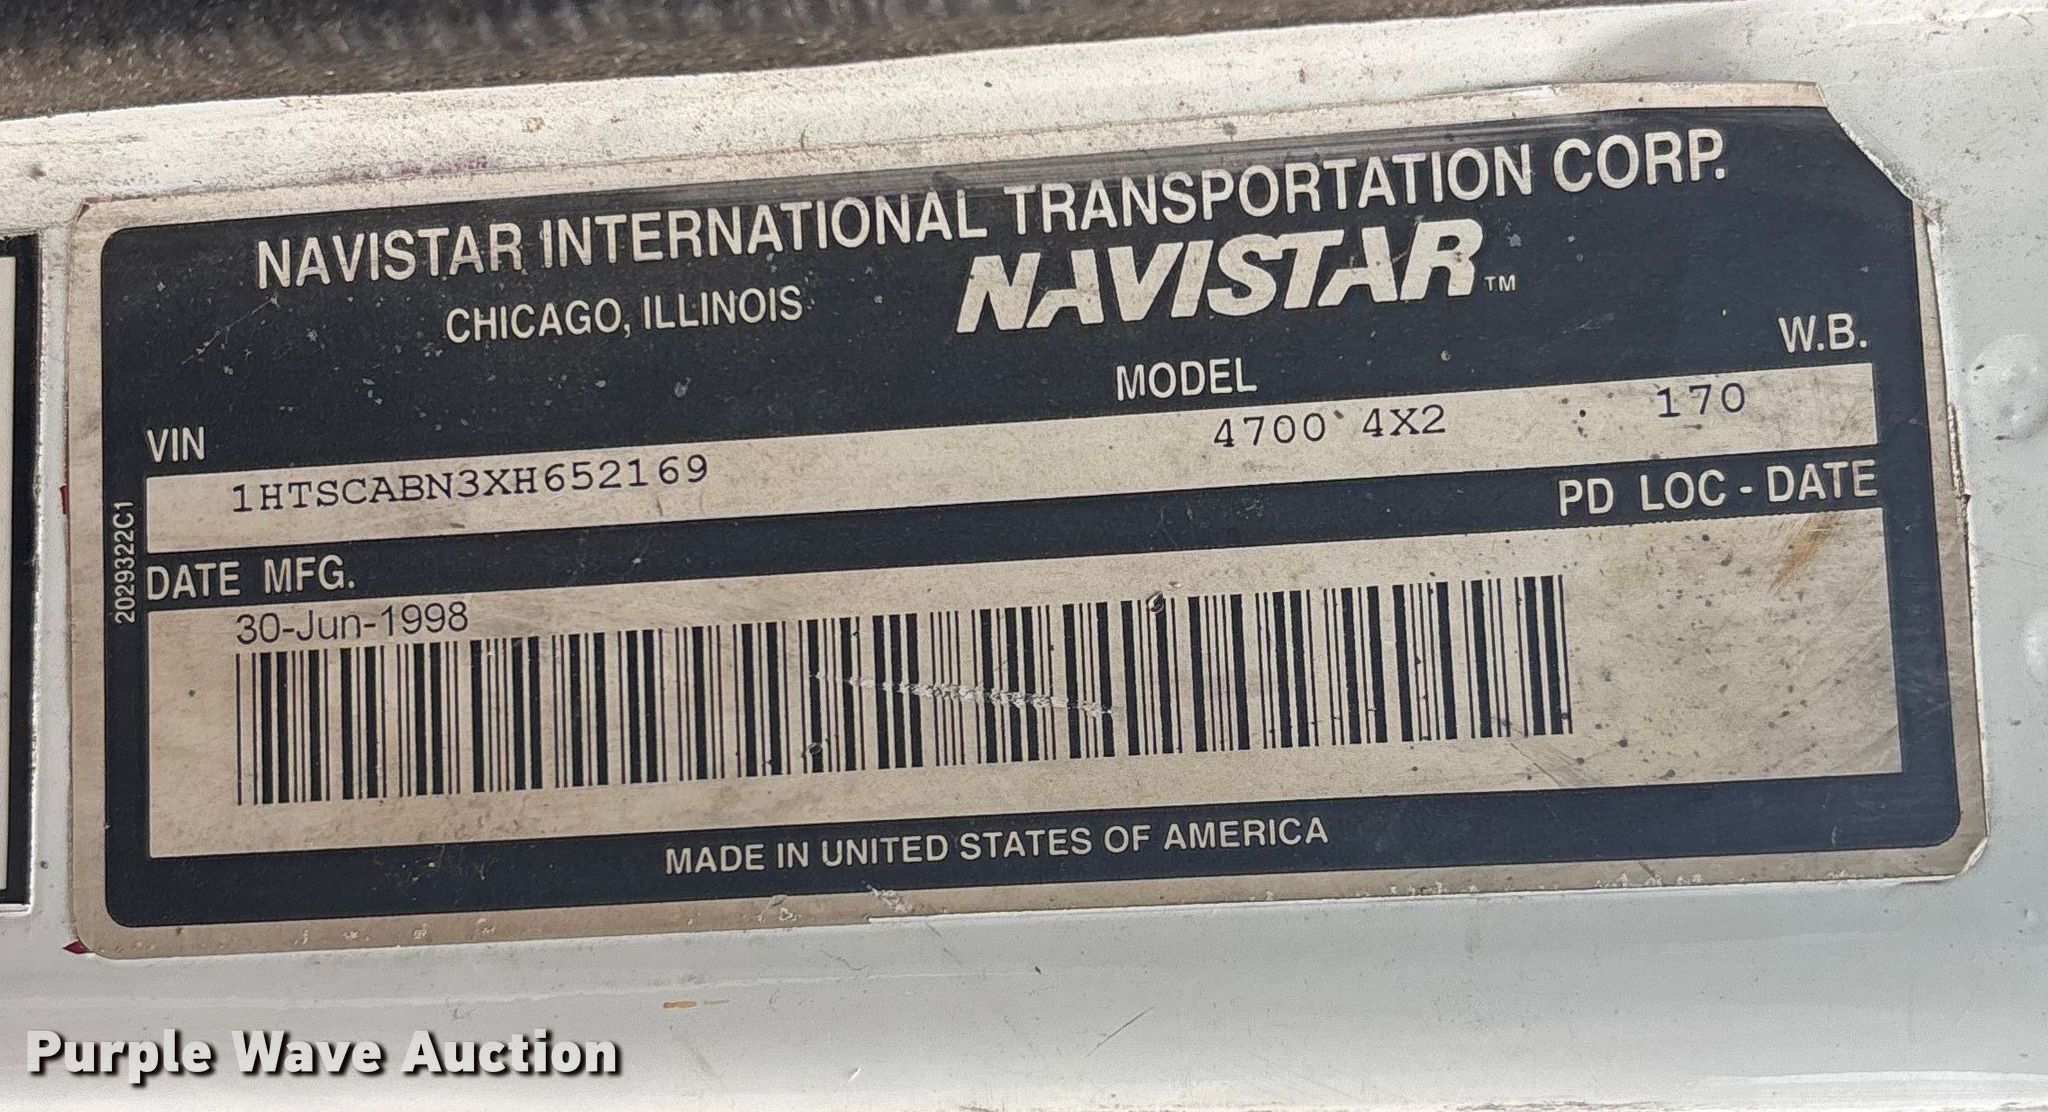 NAVISTAR INTERNATIONAL TRANSPORTATION CORP.
CHICAGO, ILLINOIS
NAVISTAR™
VIN
MODEL
W.B.
1HTSCABN3XH652169
4700 4X2
170
DATE MFG.
PD LOC - DATE
30-Jun-1998
2029322C1
MADE IN UNITED STATES OF AMERICA
Purple Wave Auction